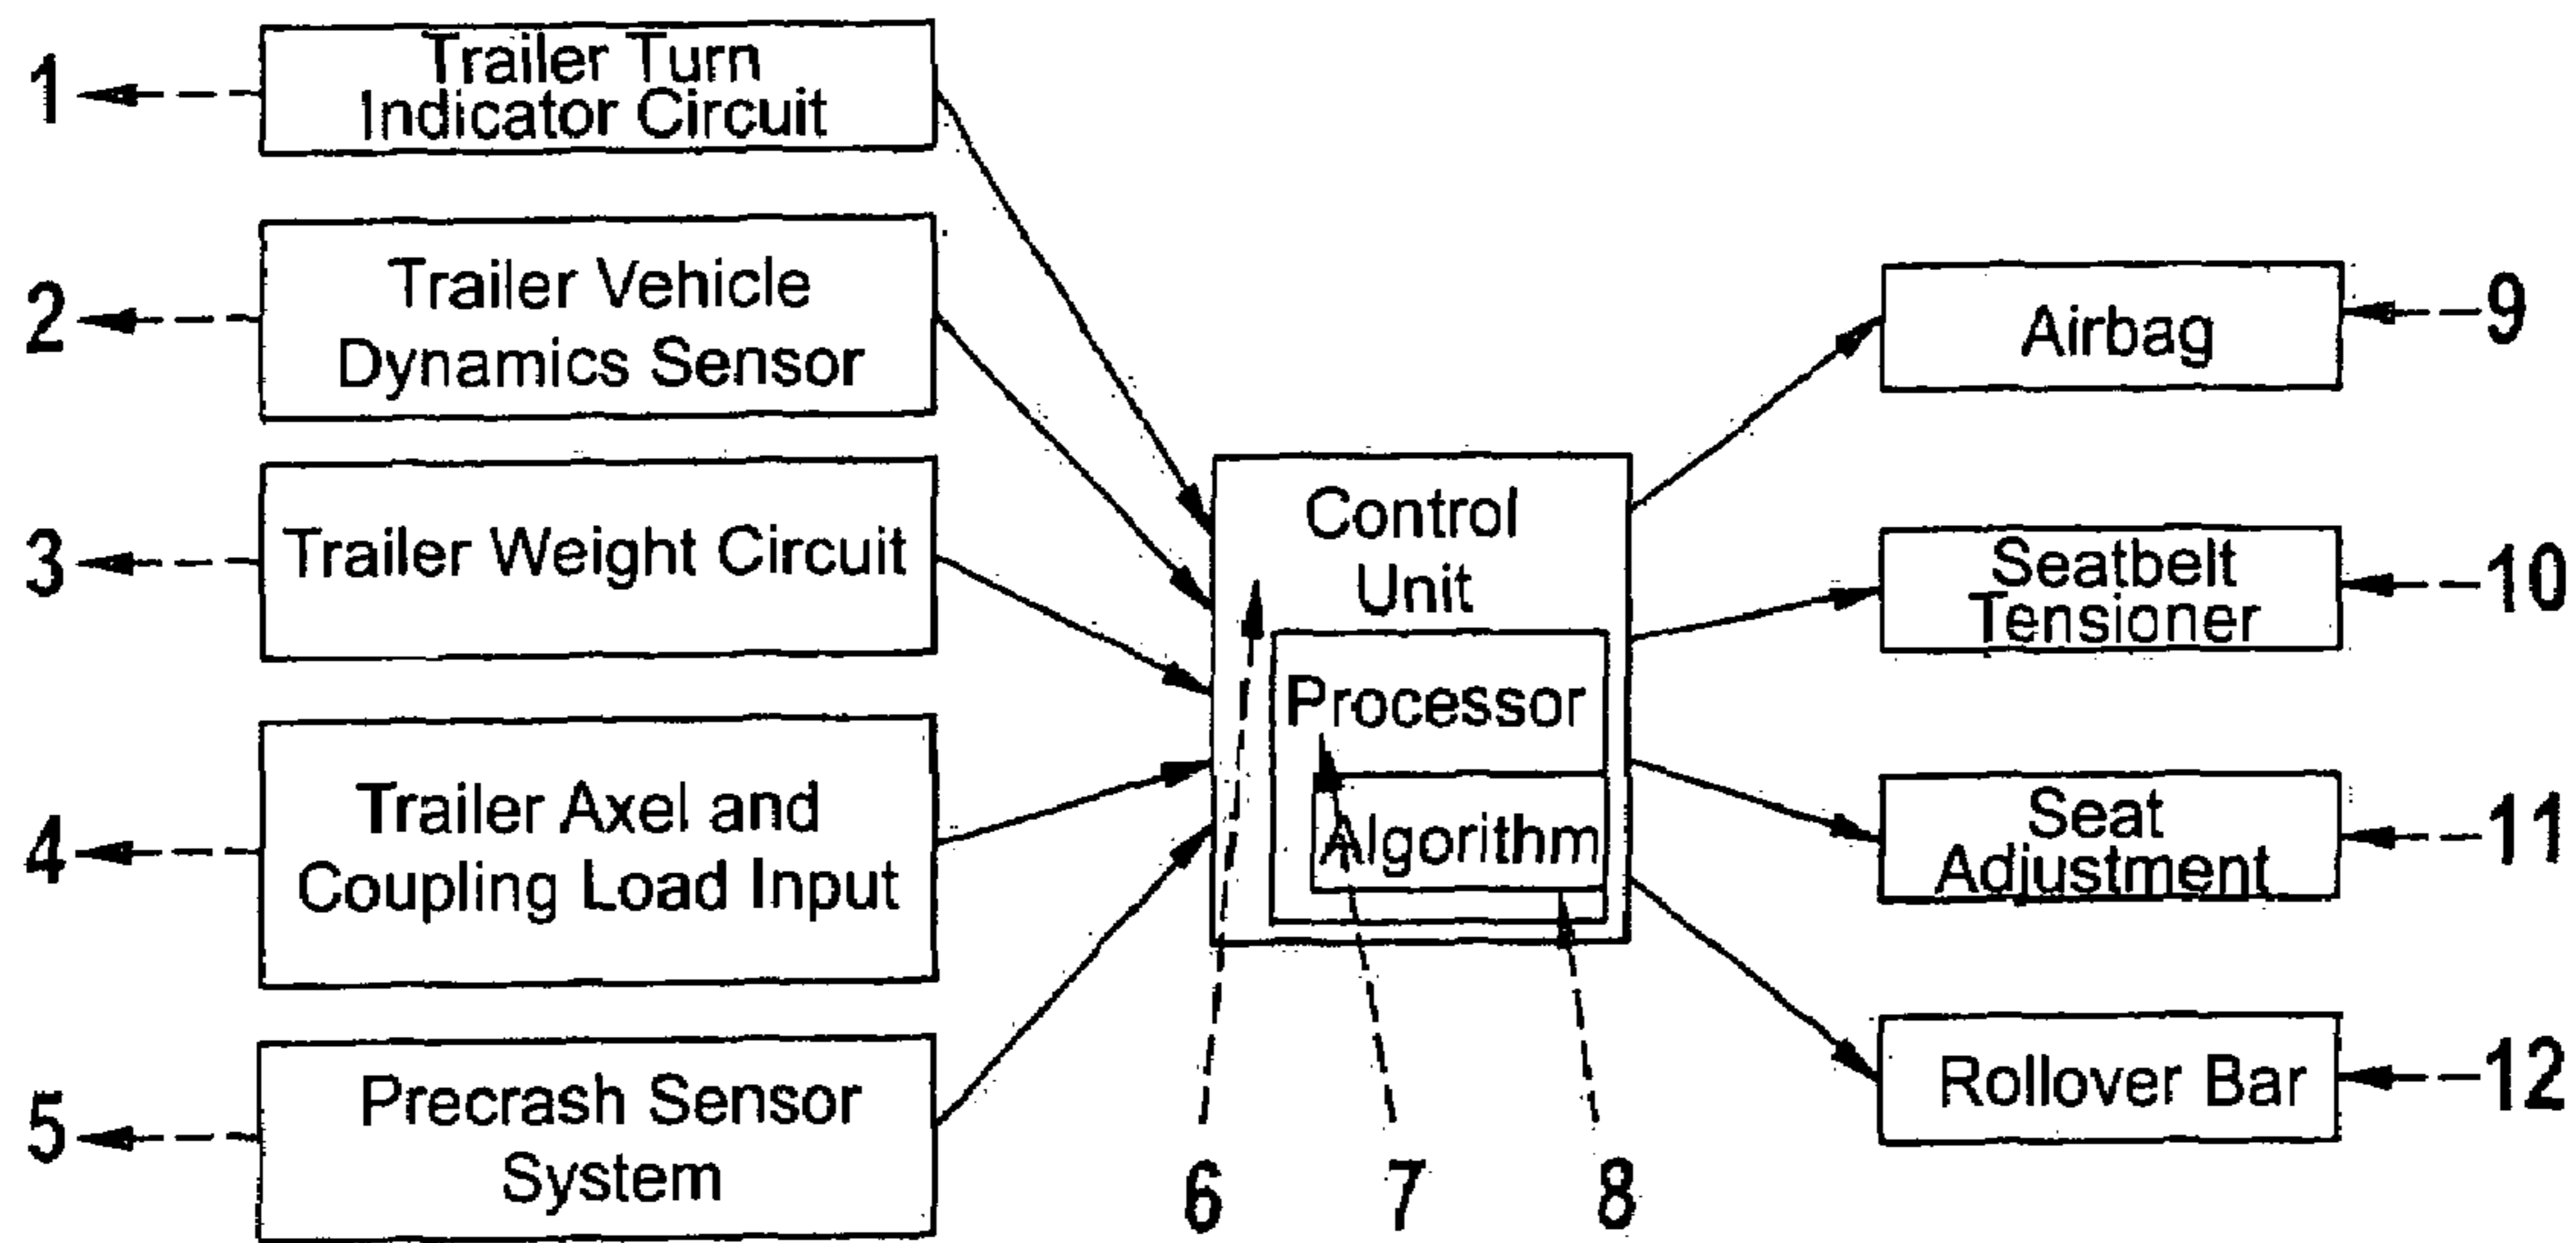 1
Trailer Turn
Indicator Circuit
2
Trailer Vehicle
Dynamics Sensor
3
Trailer Weight Circuit
4
Trailer Axel and
Coupling Load Input
5
Precrash Sensor
System
Control
Unit
Processor
Algorithm
6
7
8
Airbag
9
Seatbelt
Tensioner
10
Seat
Adjustment
11
Rollover Bar
12